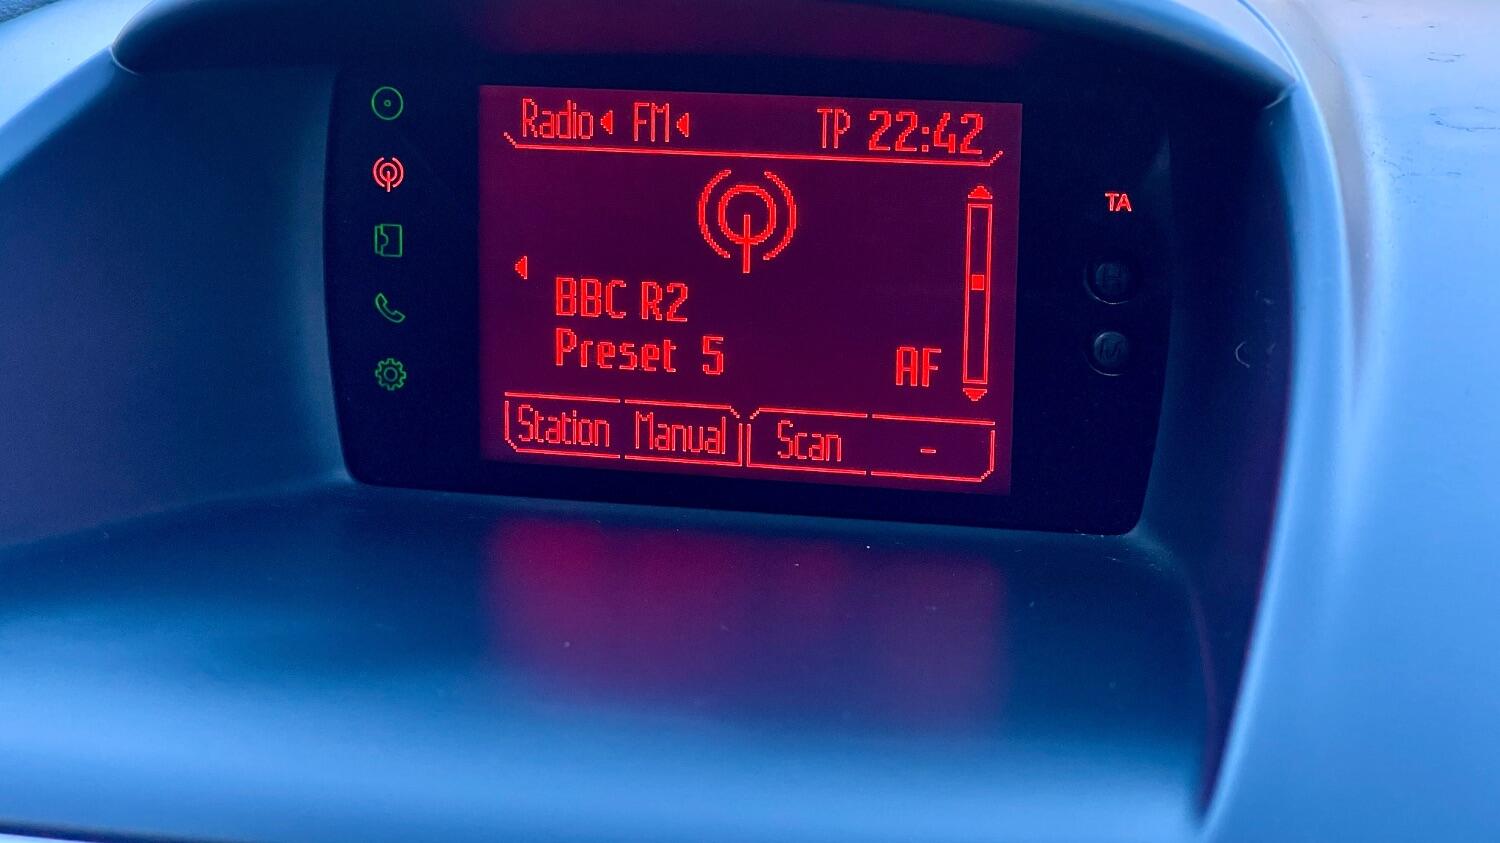 Radio FM TP 22:42
TA
BBC R2
Preset 5
AF
Station Manual Scan -
H
M